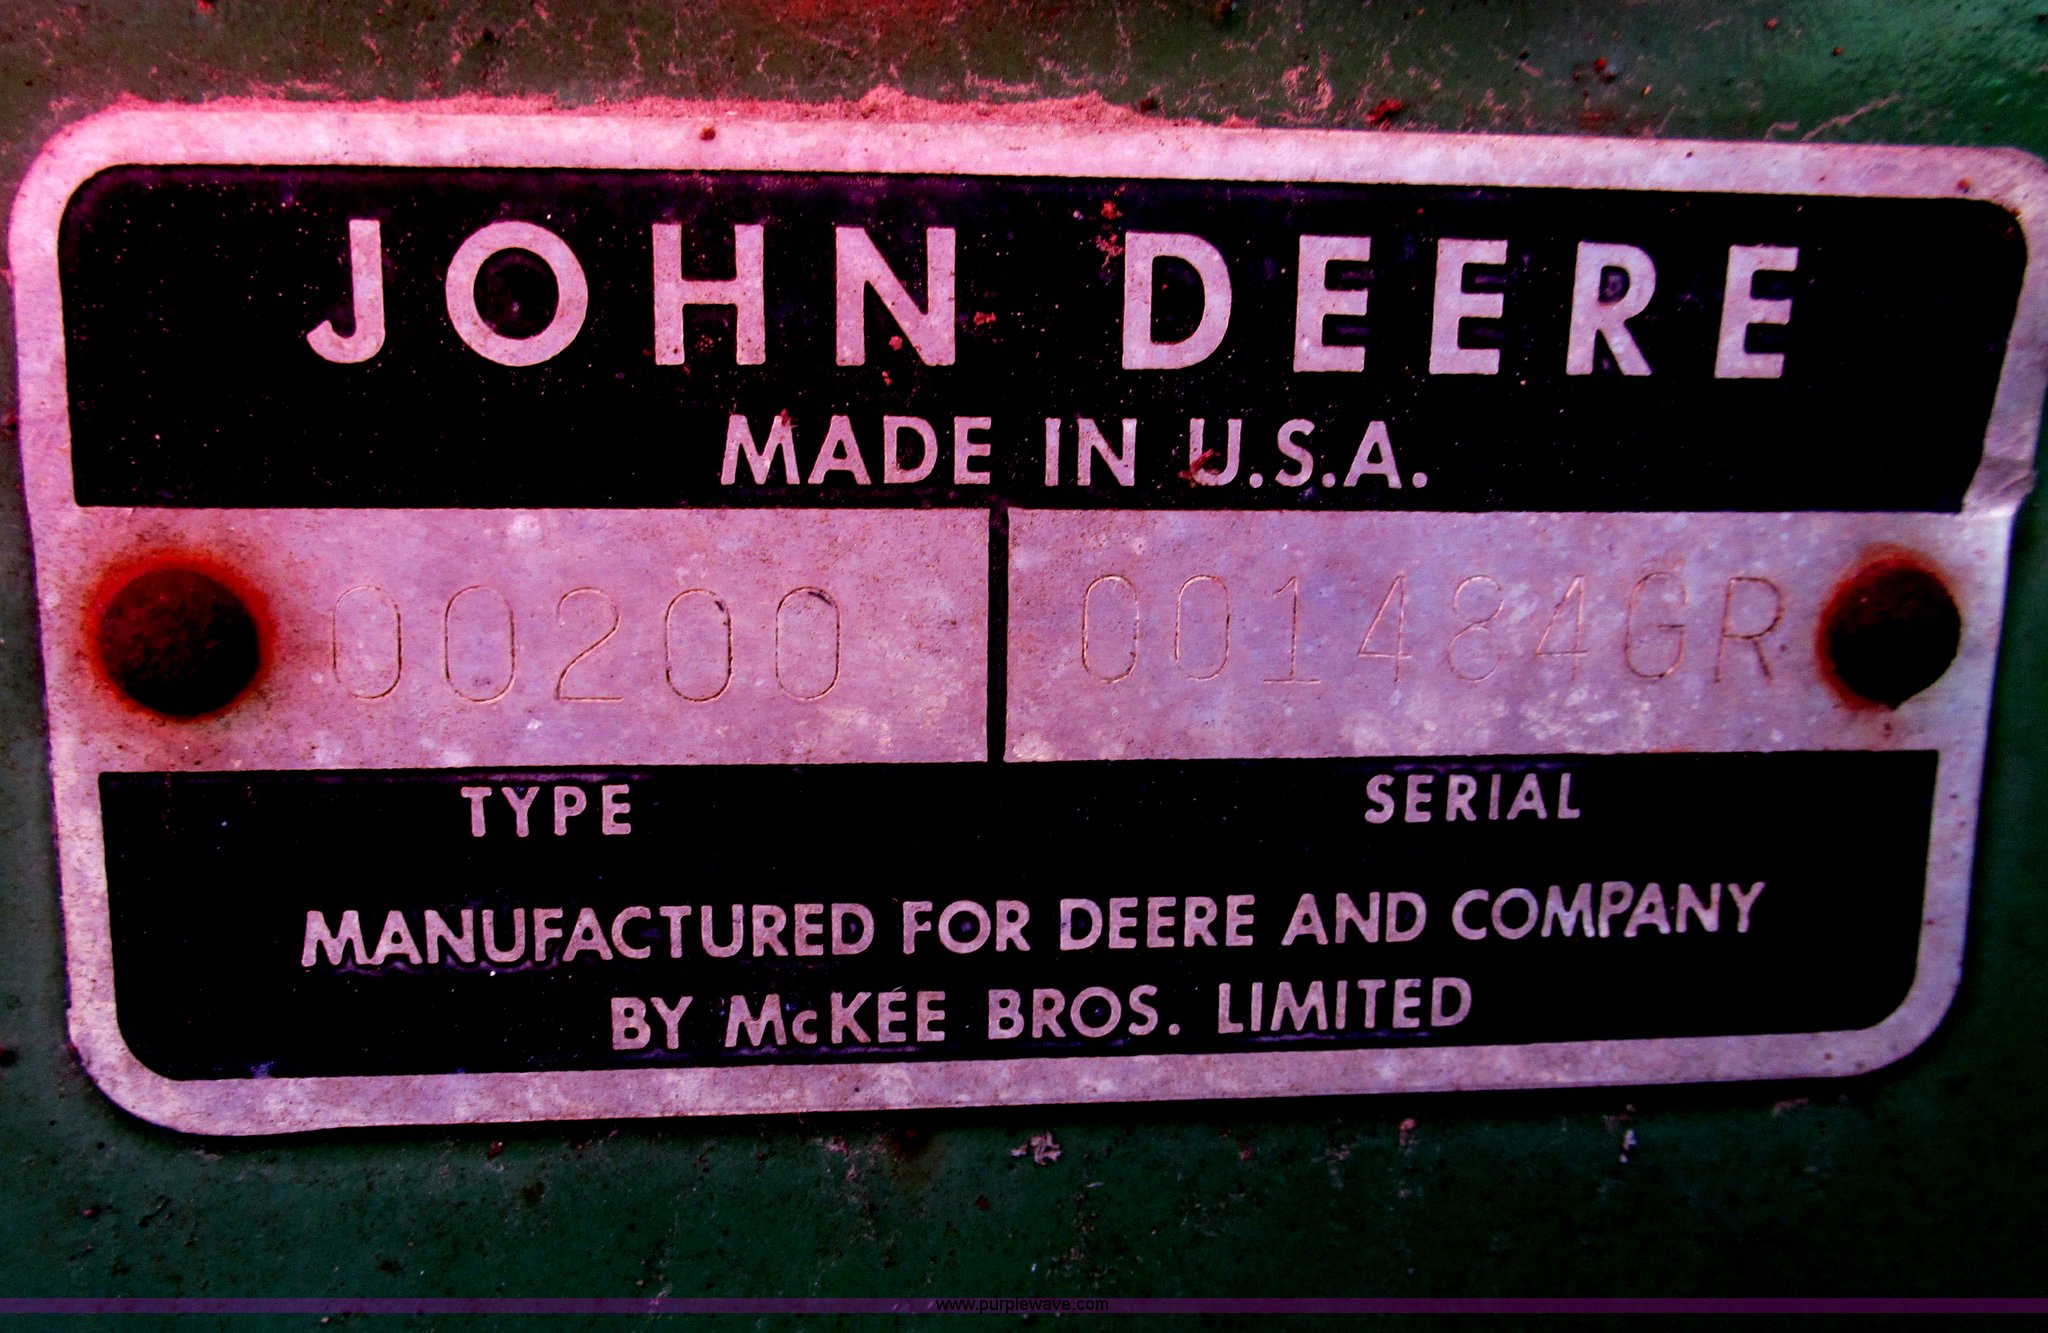 JOHN DEERE
MADE IN U.S.A.
00200 001484GR
TYPE SERIAL
MANUFACTURED FOR DEERE AND COMPANY
BY McKEE BROS. LIMITED
www.purplewave.com